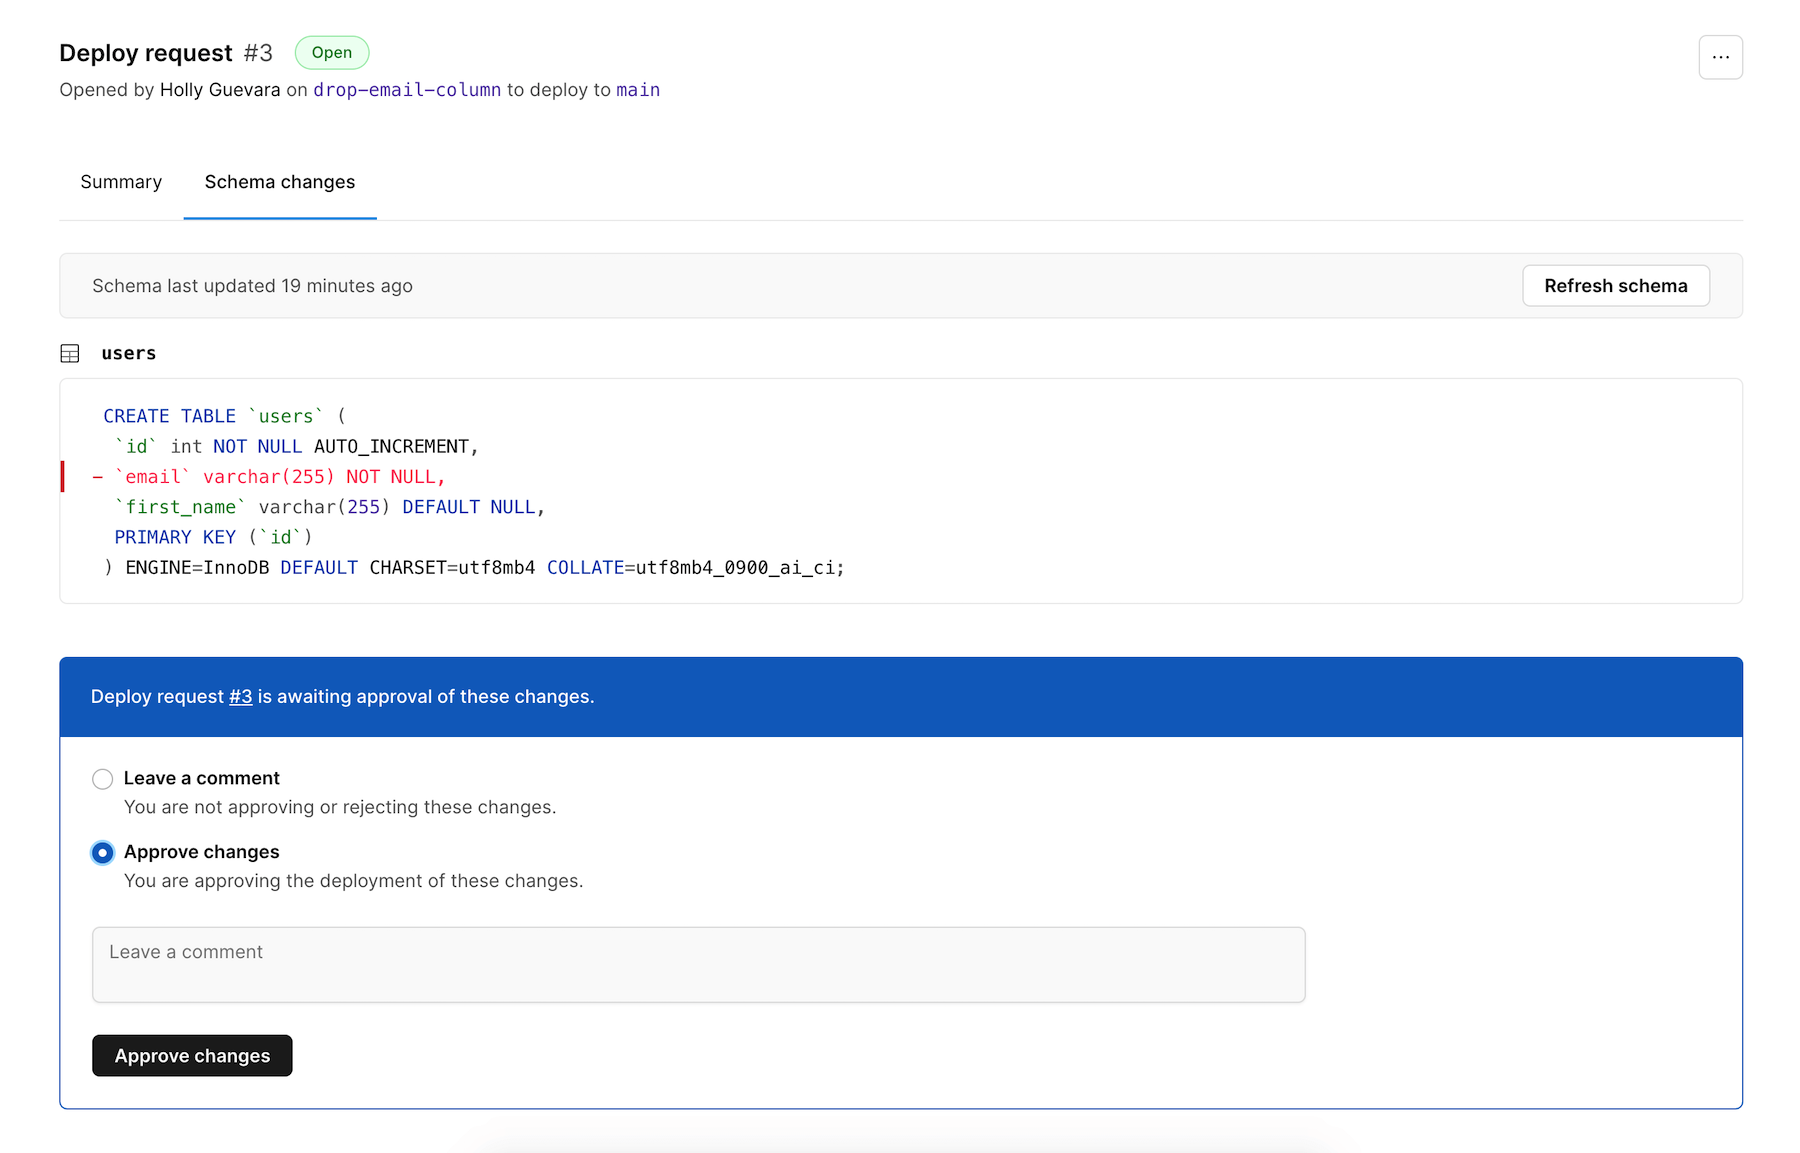 Deploy request #3 Open
...
Opened by Holly Guevara on drop-email-column to deploy to main
Summary Schema changes
Schema last updated 19 minutes ago Refresh schema
users
CREATE TABLE `users` (
`id` int NOT NULL AUTO_INCREMENT,
- `email` varchar(255) NOT NULL,
`first_name` varchar(255) DEFAULT NULL,
PRIMARY KEY (`id`)
) ENGINE=InnoDB DEFAULT CHARSET=utf8mb4 COLLATE=utf8mb4_0900_ai_ci;
Deploy request #3 is awaiting approval of these changes.
Leave a comment
You are not approving or rejecting these changes.
Approve changes
You are approving the deployment of these changes.
Leave a comment
Approve changes